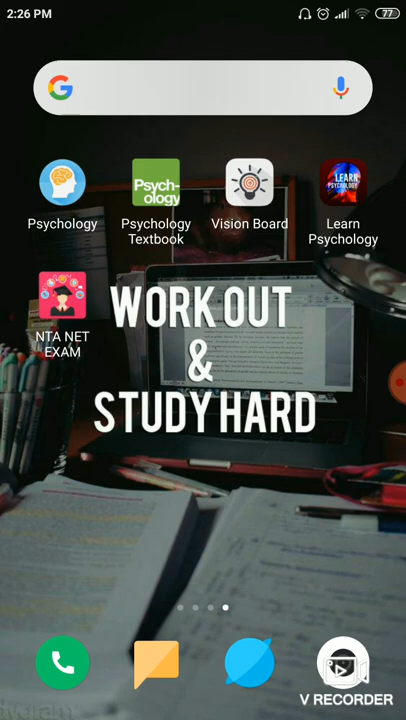 2:26 PM
77
G
Psych-
ology
LEARN
PSYCHOLOGY
Psychology
Psychology
Textbook
Vision Board
Learn
Psychology
NTA NET
EXAM
WORK OUT
&
STUDY HARD
V RECORDER